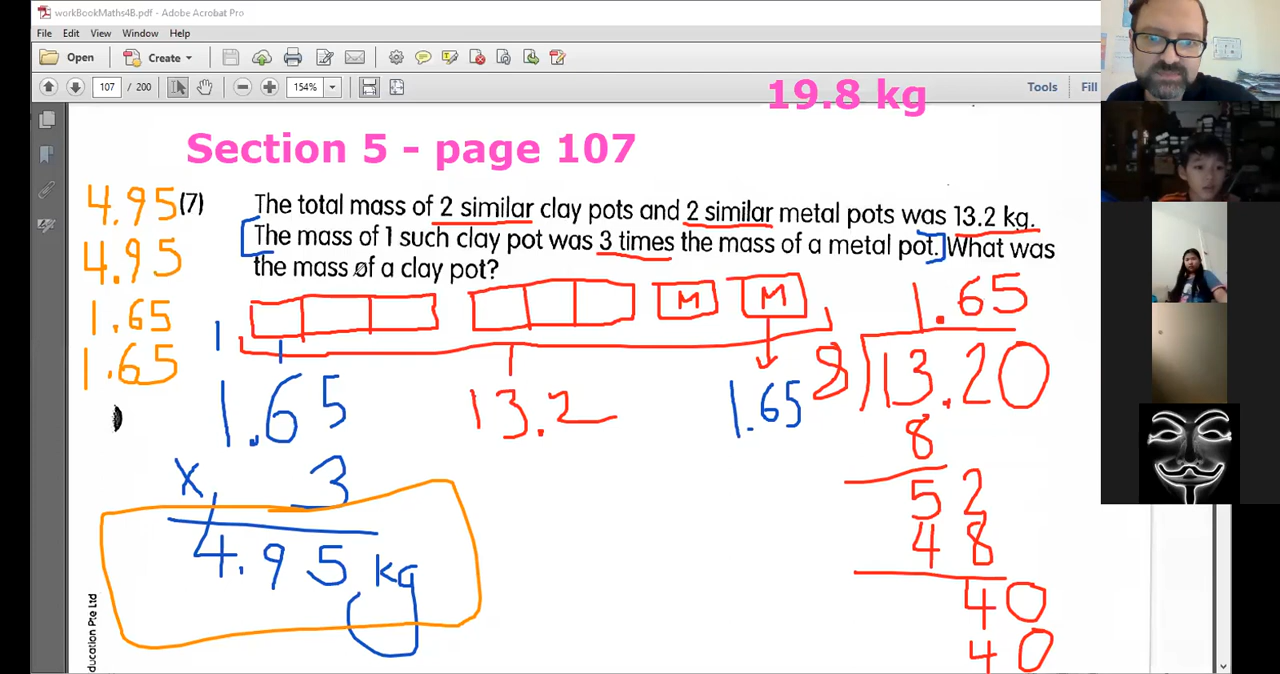 workBookMaths4B.pdf - Adobe Acrobat Pro
File Edit View Window Help
Open Create
107 / 200 154% Tools Fill
19.8 kg
Section 5 - page 107
(7) The total mass of 2 similar clay pots and 2 similar metal pots was 13.2 kg.
The mass of 1 such clay pot was 3 times the mass of a metal pot. What was
the mass of a clay pot?
4.95
4.95
1.65
1.65
M M
13.2
1.65
1.65
x 3
4.95 kg
1.65
8 13.20
8
52
48
40
40
ducation Pte Ltd